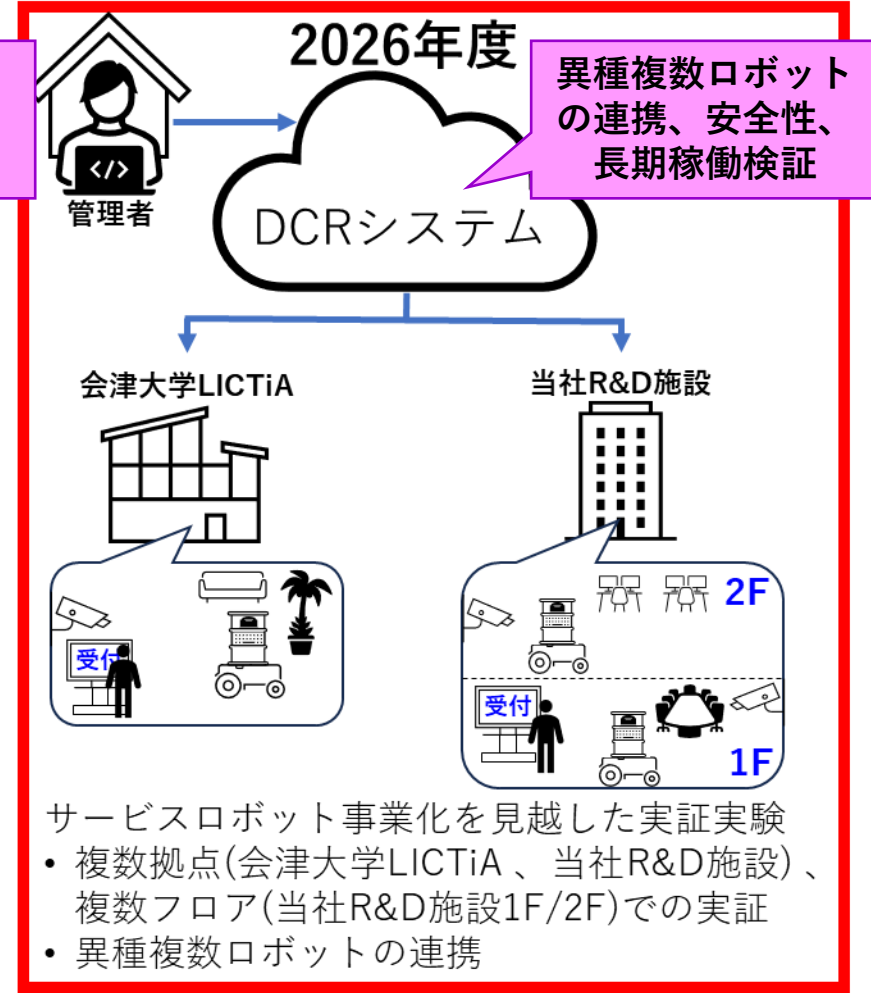 2026年度
異種複数ロボット
の連携、安全性、
長期稼働検証
</>
管理者
DCRシステム
会津大学LICTiA
当社R&D施設
受付
2F
受付
1F
サービスロボット事業化を見越した実証実験
• 複数拠点(会津大学LICTiA 、当社R&D施設) 、
複数フロア(当社R&D施設1F/2F)での実証
• 異種複数ロボットの連携